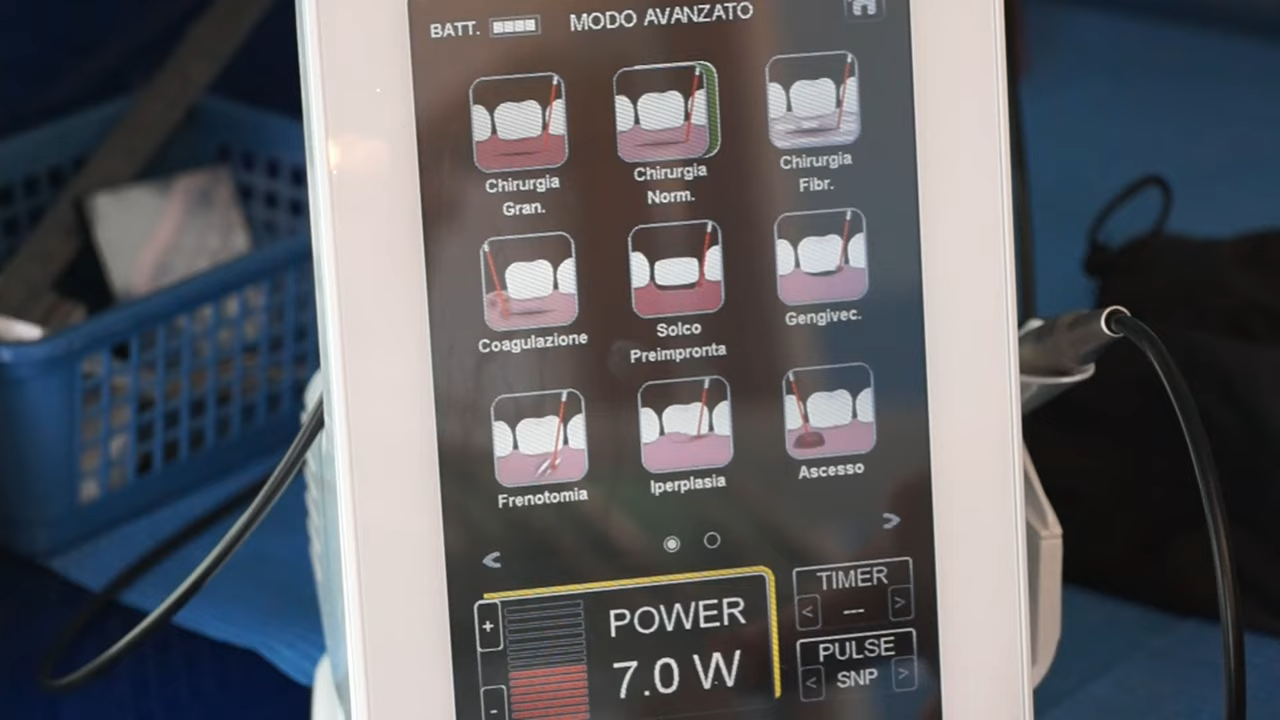 BATT. MODO AVANZATO
Chirurgia
Gran.
Chirurgia
Norm.
Chirurgia
Fibr.
Coagulazione
Solco
Preimpronta
Gengivec.
Frenotomia
Iperplasia
Ascesso
< >
+
-
POWER
7.0 W
TIMER
< --- >
PULSE
< SNP >